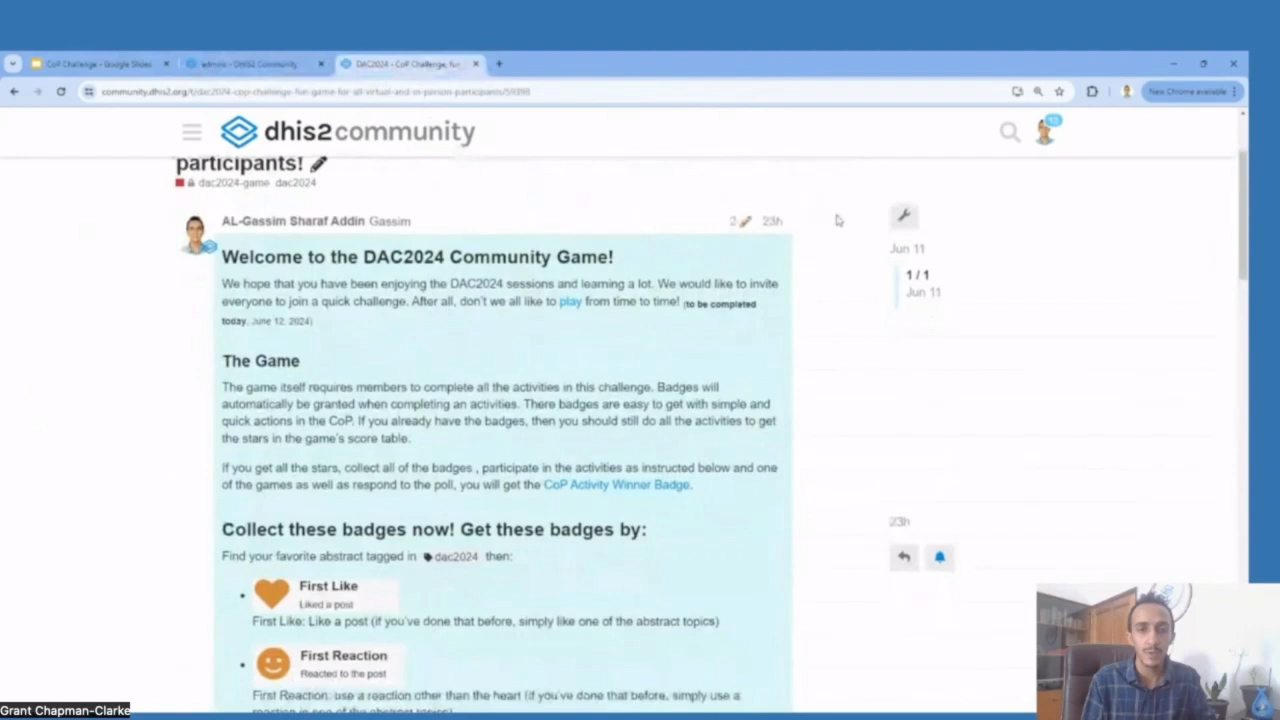 CoP Challenge - Google Slides
admins - DHIS2 Community
DAC2024 - CoP Challenge, fun
community.dhis2.org/t/dac2024-cop-challenge-fun-game-for-all-virtual-and-in-person-participants/59398
New Chrome available
dhis2community
participants!
dac2024-game dac2024
AL-Gassim Sharaf Addin Gassim
2 23h
Welcome to the DAC2024 Community Game!
We hope that you have been enjoying the DAC2024 sessions and learning a lot. We would like to invite
everyone to join a quick challenge. After all, don't we all like to play from time to time! (to be completed
today, June 12, 2024)
The Game
The game itself requires members to complete all the activities in this challenge. Badges will
automatically be granted when completing an activities. There badges are easy to get with simple and
quick actions in the CoP. If you already have the badges, then you should still do all the activities to get
the stars in the game's score table.
If you get all the stars, collect all of the badges , participate in the activities as instructed below and one
of the games as well as respond to the poll, you will get the CoP Activity Winner Badge.
Collect these badges now! Get these badges by:
Find your favorite abstract tagged in dac2024 then:
First Like
Liked a post
First Like: Like a post (if you've done that before, simply like one of the abstract topics)
First Reaction
Reacted to the post
First Reaction: use a reaction other than the heart (if you've done that before, simply use a
reaction in one of the abstract topics)
Jun 11
1 / 1
Jun 11
23h
Grant Chapman-Clarke